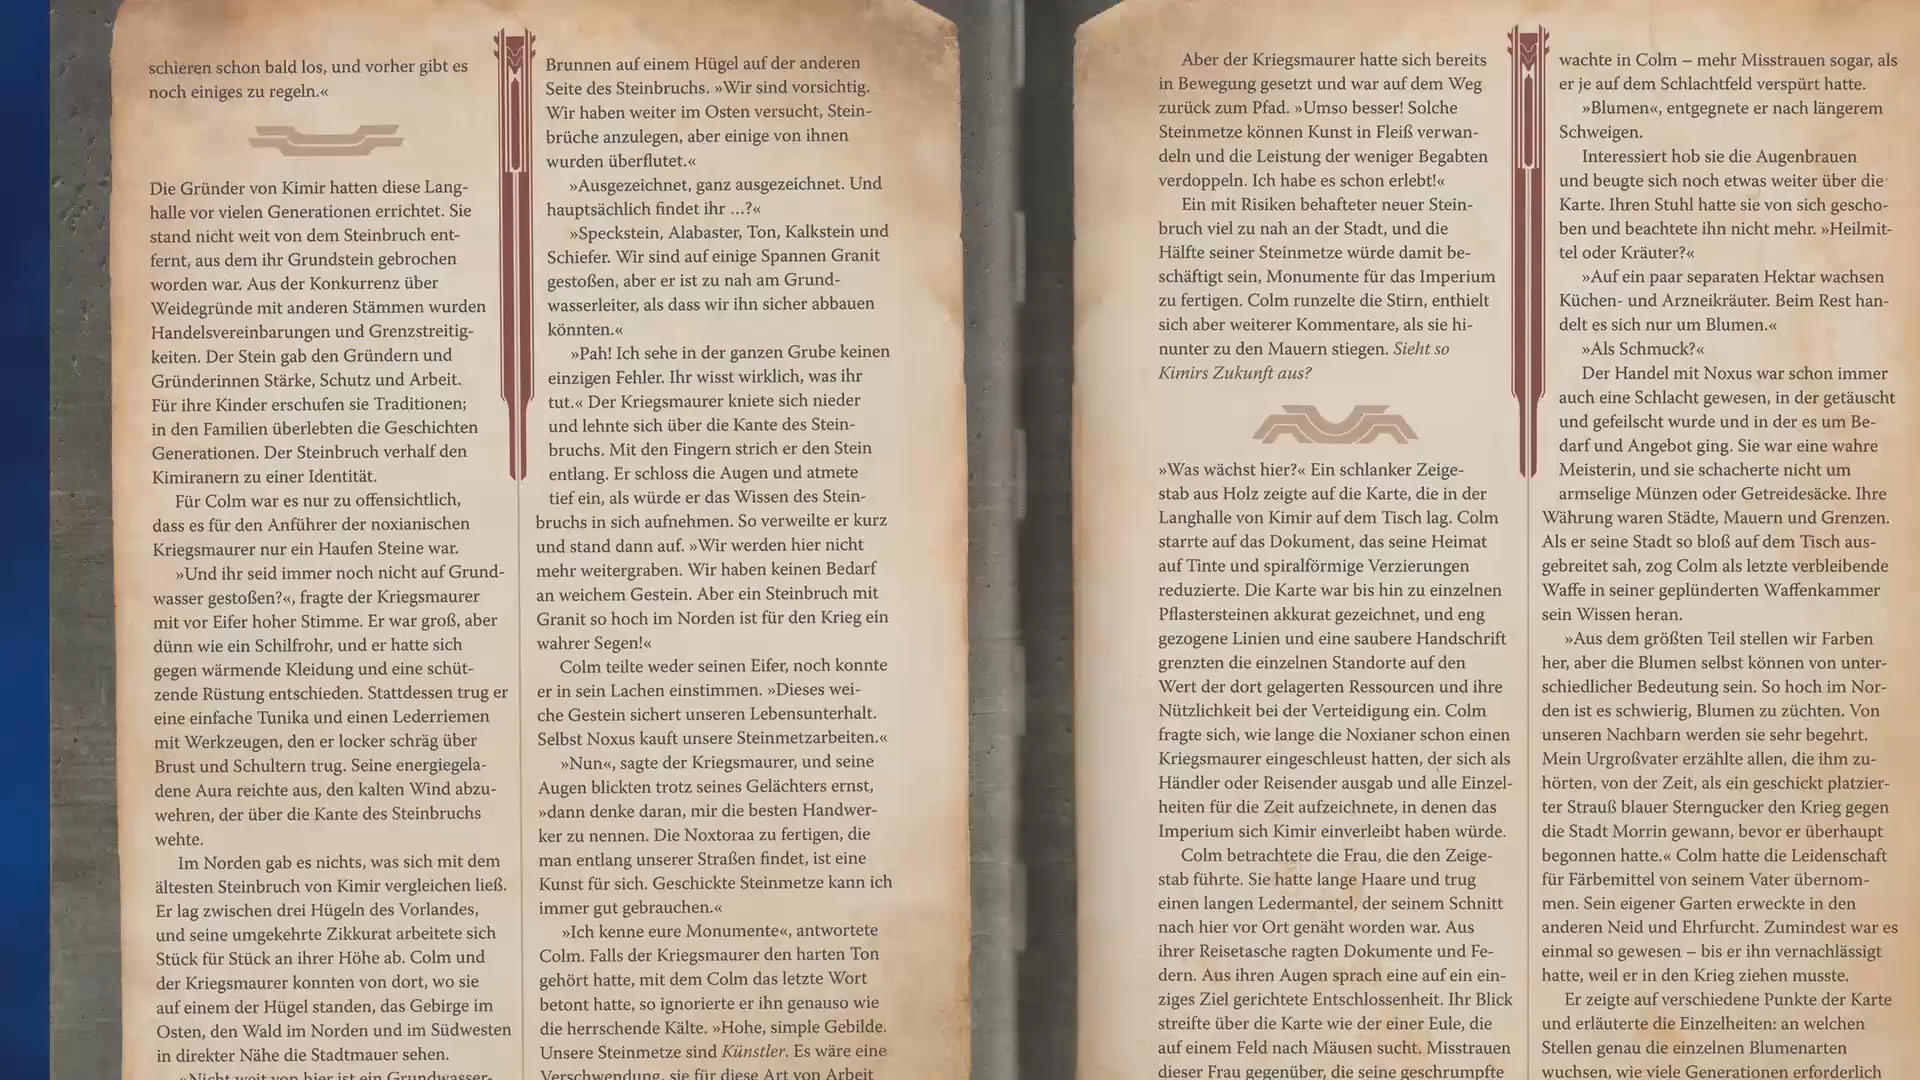 schieren schon bald los, und vorher gibt es
noch einiges zu regeln.«
Die Gründer von Kimir hatten diese Lang-
halle vor vielen Generationen errichtet. Sie
stand nicht weit von dem Steinbruch ent-
fernt, aus dem ihr Grundstein gebrochen
worden war. Aus der Konkurrenz über
Weidegründe mit anderen Stämmen wurden
Handelsvereinbarungen und Grenzstreitig-
keiten. Der Stein gab den Gründern und
Gründerinnen Stärke, Schutz und Arbeit.
Für ihre Kinder erschufen sie Traditionen;
in den Familien überlebten die Geschichten
Generationen. Der Steinbruch verhalf den
Kimiranern zu einer Identität.
Für Colm war es nur zu offensichtlich,
dass es für den Anführer der noxianischen
Kriegsmaurer nur ein Haufen Steine war.
»Und ihr seid immer noch nicht auf Grund-
wasser gestoßen?«, fragte der Kriegsmaurer
mit vor Eifer hoher Stimme. Er war groß, aber
dünn wie ein Schilfrohr, und er hatte sich
gegen wärmende Kleidung und eine schüt-
zende Rüstung entschieden. Stattdessen trug er
eine einfache Tunika und einen Lederriemen
mit Werkzeugen, den er locker schräg über
Brust und Schultern trug. Seine energiegela-
dene Aura reichte aus, den kalten Wind abzu-
wehren, der über die Kante des Steinbruchs
wehte.
Im Norden gab es nichts, was sich mit dem
ältesten Steinbruch von Kimir vergleichen ließ.
Er lag zwischen drei Hügeln des Vorlandes,
und seine umgekehrte Zikkurat arbeitete sich
Stück für Stück an ihrer Höhe ab. Colm und
der Kriegsmaurer konnten von dort, wo sie
auf einem der Hügel standen, das Gebirge im
Osten, den Wald im Norden und im Südwesten
in direkter Nähe die Stadtmauer sehen.
»Nicht weit von hier ist ein Grundwasser-
Brunnen auf einem Hügel auf der anderen
Seite des Steinbruchs. »Wir sind vorsichtig.
Wir haben weiter im Osten versucht, Stein-
brüche anzulegen, aber einige von ihnen
wurden überflutet.«
»Ausgezeichnet, ganz ausgezeichnet. Und
hauptsächlich findet ihr ...?«
»Speckstein, Alabaster, Ton, Kalkstein und
Schiefer. Wir sind auf einige Spannen Granit
gestoßen, aber er ist zu nah am Grund-
wasserleiter, als dass wir ihn sicher abbauen
könnten.«
»Pah! Ich sehe in der ganzen Grube keinen
einzigen Fehler. Ihr wisst wirklich, was ihr
tut.« Der Kriegsmaurer kniete sich nieder
und lehnte sich über die Kante des Stein-
bruchs. Mit den Fingern strich er den Stein
entlang. Er schloss die Augen und atmete
tief ein, als würde er das Wissen des Stein-
bruchs in sich aufnehmen. So verweilte er kurz
und stand dann auf. »Wir werden hier nicht
mehr weitergraben. Wir haben keinen Bedarf
an weichem Gestein. Aber ein Steinbruch mit
Granit so hoch im Norden ist für den Krieg ein
wahrer Segen!«
Colm teilte weder seinen Eifer, noch konnte
er in sein Lachen einstimmen. »Dieses wei-
che Gestein sichert unseren Lebensunterhalt.
Selbst Noxus kauft unsere Steinmetzarbeiten.«
»Nun«, sagte der Kriegsmaurer, und seine
Augen blickten trotz seines Gelächters ernst,
»dann denke daran, mir die besten Handwer-
ker zu nennen. Die Noxtoraa zu fertigen, die
man entlang unserer Straßen findet, ist eine
Kunst für sich. Geschickte Steinmetze kann ich
immer gut gebrauchen.«
»Ich kenne eure Monumente«, antwortete
Colm. Falls der Kriegsmaurer den harten Ton
gehört hatte, mit dem Colm das letzte Wort
betont hatte, so ignorierte er ihn genauso wie
die herrschende Kälte. »Hohe, simple Gebilde.
Unsere Steinmetze sind Künstler. Es wäre eine
Verschwendung, sie für diese Art von Arbeit
Aber der Kriegsmaurer hatte sich bereits
in Bewegung gesetzt und war auf dem Weg
zurück zum Pfad. »Umso besser! Solche
Steinmetze können Kunst in Fleiß verwan-
deln und die Leistung der weniger Begabten
verdoppeln. Ich habe es schon erlebt!«
Ein mit Risiken behafteter neuer Stein-
bruch viel zu nah an der Stadt, und die
Hälfte seiner Steinmetze würde damit be-
schäftigt sein, Monumente für das Imperium
zu fertigen. Colm runzelte die Stirn, enthielt
sich aber weiterer Kommentare, als sie hi-
nunter zu den Mauern stiegen. Sieht so
Kimirs Zukunft aus?
»Was wächst hier?« Ein schlanker Zeige-
stab aus Holz zeigte auf die Karte, die in der
Langhalle von Kimir auf dem Tisch lag. Colm
starrte auf das Dokument, das seine Heimat
auf Tinte und spiralförmige Verzierungen
reduzierte. Die Karte war bis hin zu einzelnen
Pflastersteinen akkurat gezeichnet, und eng
gezogene Linien und eine saubere Handschrift
grenzten die einzelnen Standorte auf den
Wert der dort gelagerten Ressourcen und ihre
Nützlichkeit bei der Verteidigung ein. Colm
fragte sich, wie lange die Noxianer schon einen
Kriegsmaurer eingeschleust hatten, der sich als
Händler oder Reisender ausgab und alle Einzel-
heiten für die Zeit aufzeichnete, in denen das
Imperium sich Kimir einverleibt haben würde.
Colm betrachtete die Frau, die den Zeige-
stab führte. Sie hatte lange Haare und trug
einen langen Ledermantel, der seinem Schnitt
nach hier vor Ort genäht worden war. Aus
ihrer Reisetasche ragten Dokumente und Fe-
dern. Aus ihren Augen sprach eine auf ein ein-
ziges Ziel gerichtete Entschlossenheit. Ihr Blick
streifte über die Karte wie der einer Eule, die
auf einem Feld nach Mäusen sucht. Misstrauen
dieser Frau gegenüber, die seine geschrumpfte
wachte in Colm – mehr Misstrauen sogar, als
er je auf dem Schlachtfeld verspürt hatte.
»Blumen«, entgegnete er nach längerem
Schweigen.
Interessiert hob sie die Augenbrauen
und beugte sich noch etwas weiter über die
Karte. Ihren Stuhl hatte sie von sich gescho-
ben und beachtete ihn nicht mehr. »Heilmit-
tel oder Kräuter?«
»Auf ein paar separaten Hektar wachsen
Küchen- und Arzneikräuter. Beim Rest han-
delt es sich nur um Blumen.«
»Als Schmuck?«
Der Handel mit Noxus war schon immer
auch eine Schlacht gewesen, in der getäuscht
und gefeilscht wurde und in der es um Be-
darf und Angebot ging. Sie war eine wahre
Meisterin, und sie schacherte nicht um
armselige Münzen oder Getreidesäcke. Ihre
Währung waren Städte, Mauern und Grenzen.
Als er seine Stadt so bloß auf dem Tisch aus-
gebreitet sah, zog Colm als letzte verbleibende
Waffe in seiner geplünderten Waffenkammer
sein Wissen heran.
»Aus dem größten Teil stellen wir Farben
her, aber die Blumen selbst können von unter-
schiedlicher Bedeutung sein. So hoch im Nor-
den ist es schwierig, Blumen zu züchten. Von
unseren Nachbarn werden sie sehr begehrt.
Mein Urgroßvater erzählte allen, die ihm zu-
hörten, von der Zeit, als ein geschickt platzier-
ter Strauß blauer Sterngucker den Krieg gegen
die Stadt Morrin gewann, bevor er überhaupt
begonnen hatte.« Colm hatte die Leidenschaft
für Färbemittel von seinem Vater übernom-
men. Sein eigener Garten erweckte in den
anderen Neid und Ehrfurcht. Zumindest war es
einmal so gewesen – bis er ihn vernachlässigt
hatte, weil er in den Krieg ziehen musste.
Er zeigte auf verschiedene Punkte der Karte
und erläuterte die Einzelheiten: an welchen
Stellen genau die einzelnen Blumenarten
wuchsen, wie viele Generationen erforderlich